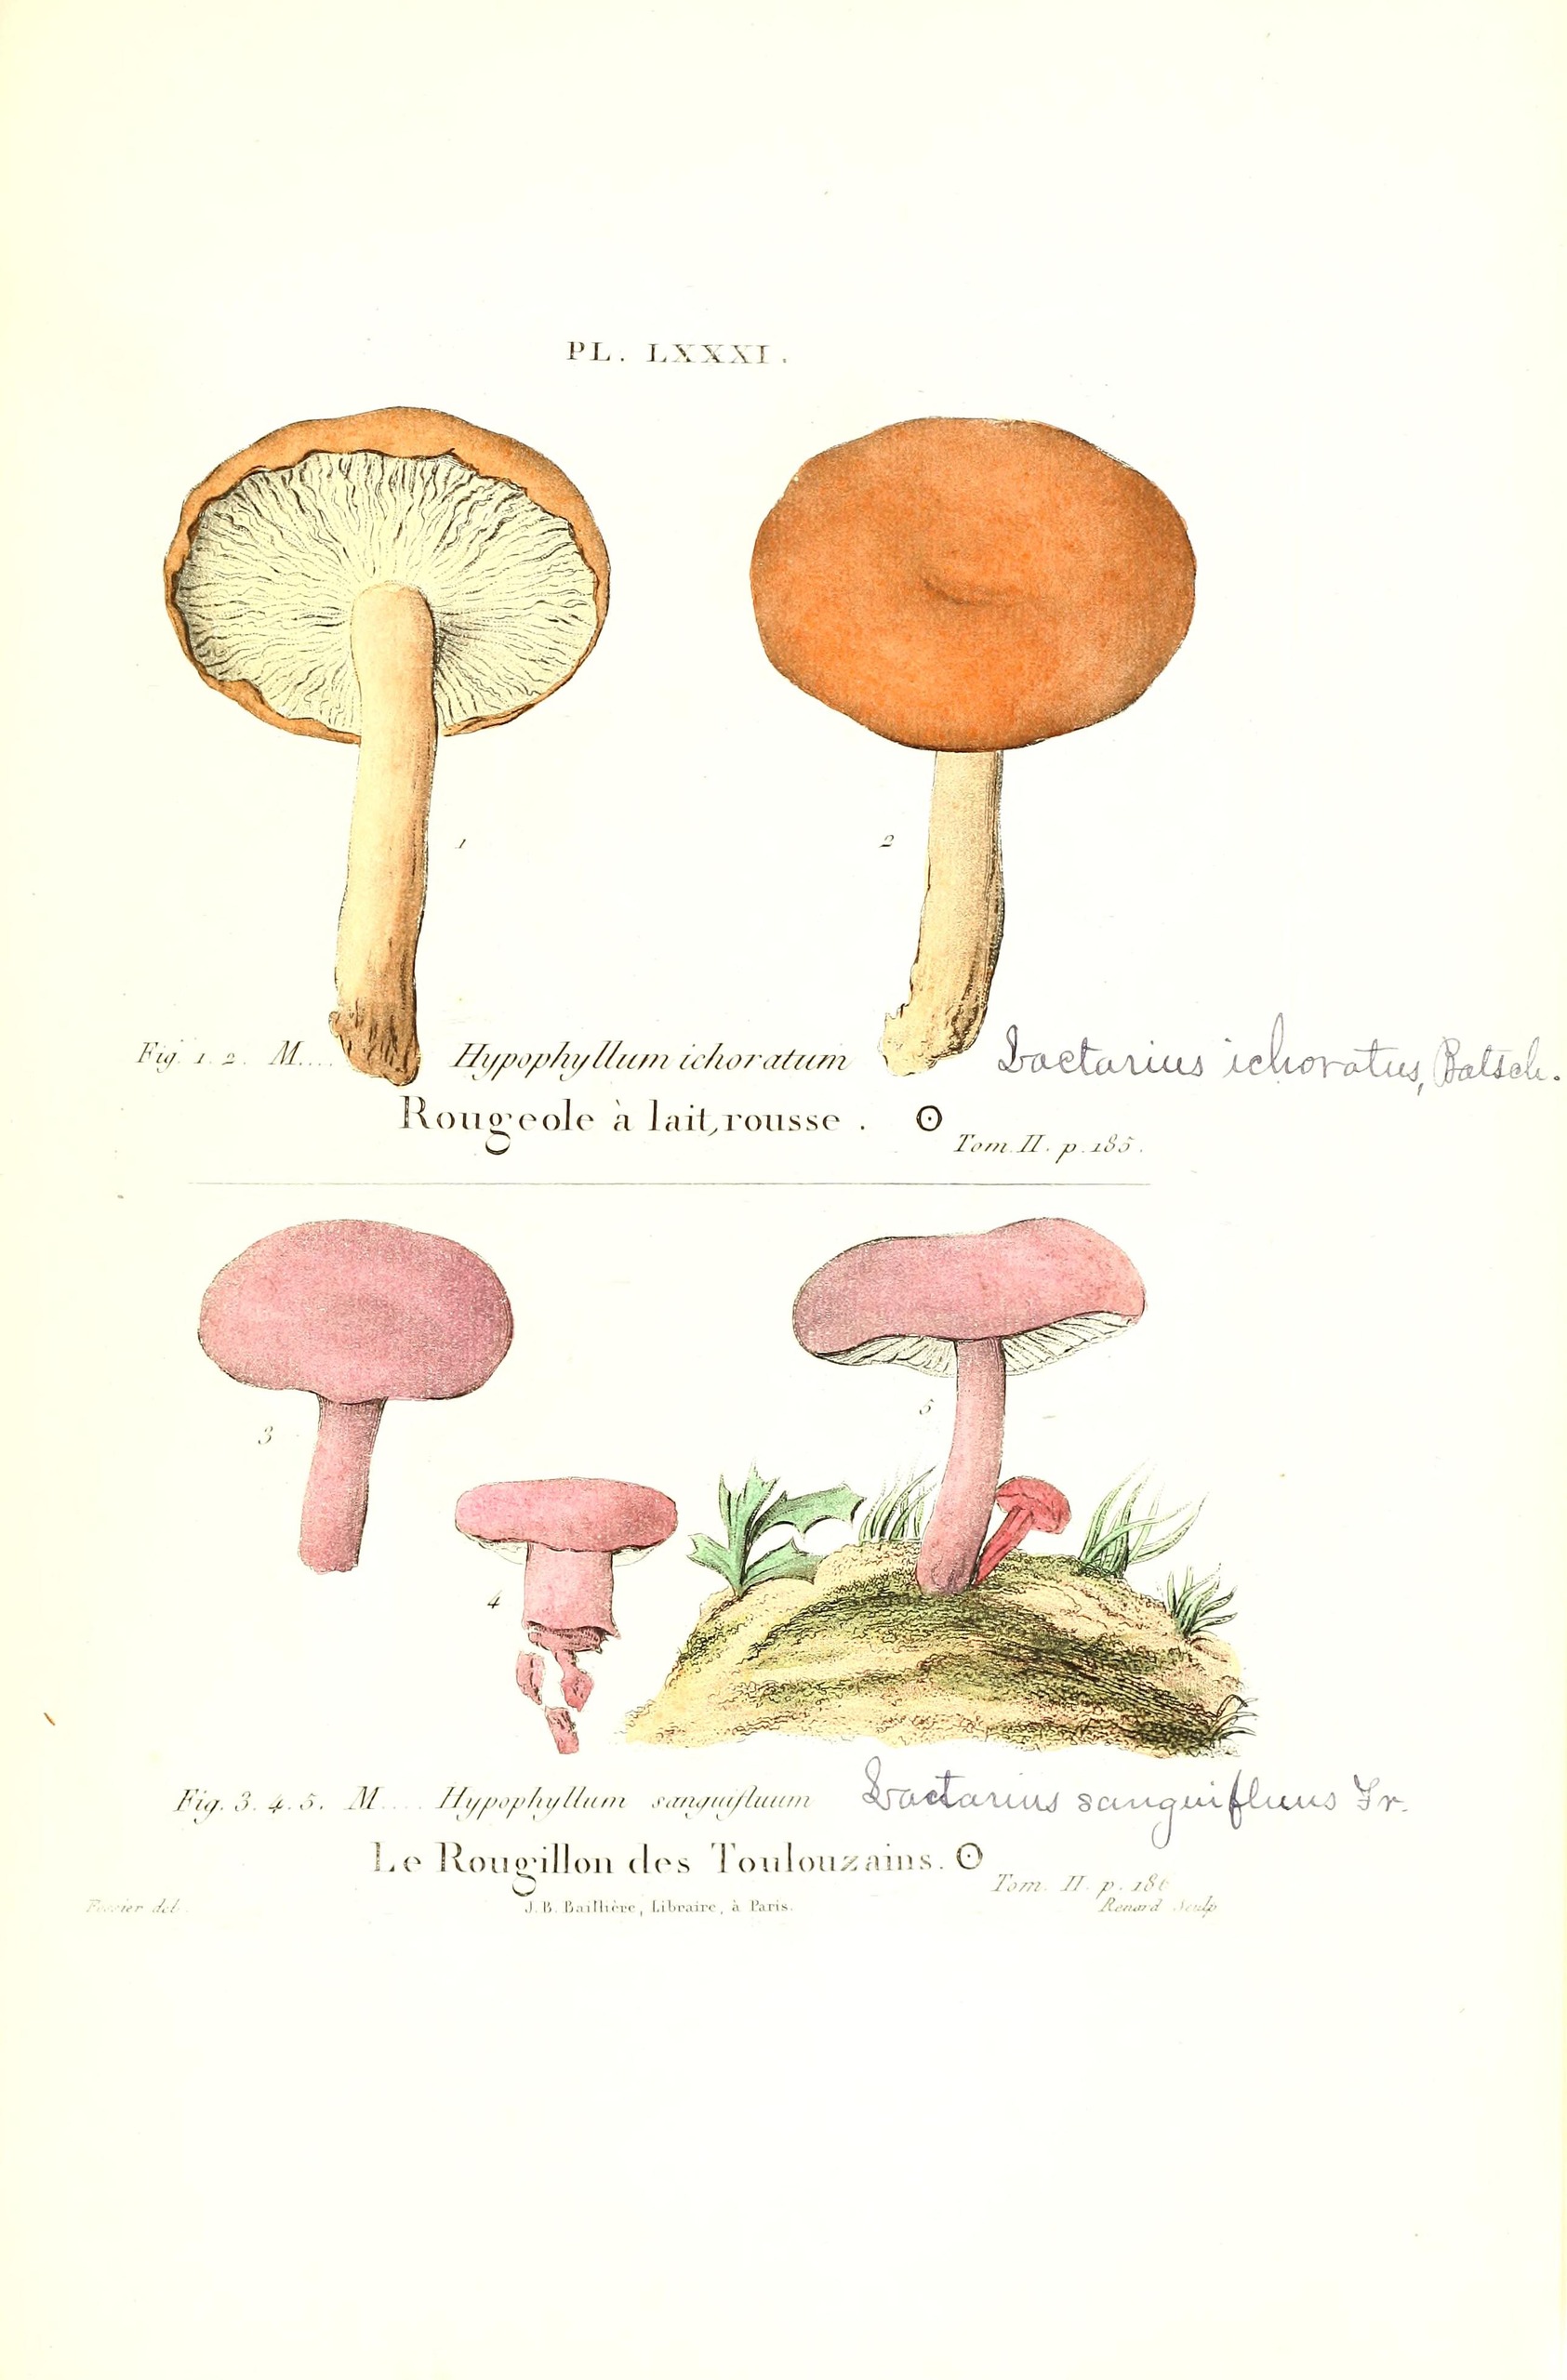 PL. LXXXI.
1
2
Fig. 1. 2. M.... Hypophyllum ichoratum Lactarius ichoratus, Batsch.
Rougeole à lait, rousse. ⊙
Tom. II. p. 185.
3
5
4
Fig. 3. 4. 5. M.... Hypophyllum sanguifluum Lactarius sanguifluus Fr.
Le Rougillon des Toulouzains. ⊙
Tom. II. p. 186
del. J. B. Baillière, Libraire, à Paris. Renard Sculp.